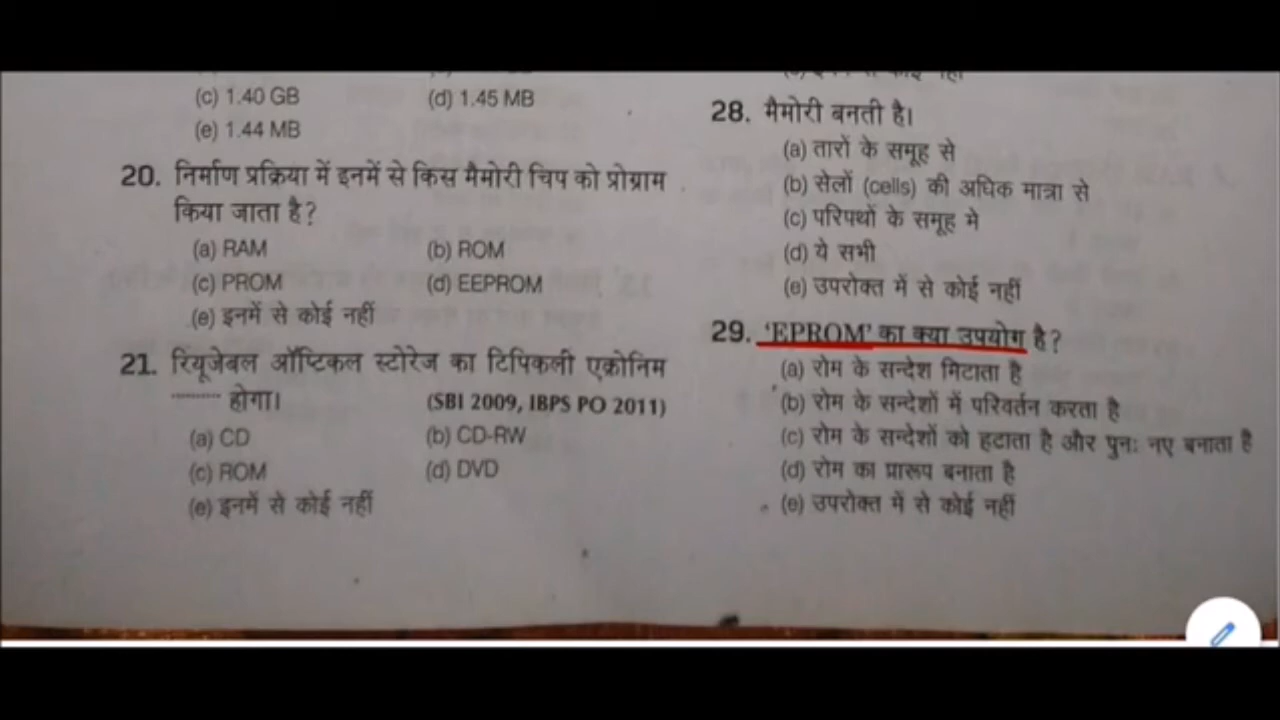 (c) 1.40 GB
(d) 1.45 MB
(e) 1.44 MB
20. निर्माण प्रक्रिया में इनमें से किस मैमोरी चिप को प्रोग्राम
किया जाता है?
(a) RAM
(b) ROM
(c) PROM
(d) EEPROM
(e) इनमें से कोई नहीं
21. रियूजेबल ऑप्टिकल स्टोरेज का टिपिकली एक्रोनिम
········ होगा।
(SBI 2009, IBPS PO 2011)
(a) CD
(b) CD-RW
(c) ROM
(d) DVD
(e) इनमें से कोई नहीं
28. मैमोरी बनती है।
(a) तारों के समूह से
(b) सेलों (cells) की अधिक मात्रा से
(c) परिपथों के समूह मे
(d) ये सभी
(e) उपरोक्त में से कोई नहीं
29. 'EPROM' का क्या उपयोग है?
(a) रोम के सन्देश मिटाता है
(b) रोम के सन्देशों में परिवर्तन करता है
(c) रोम के सन्देशों को हटाता है और पुनः नए बनाता है
(d) रोम का प्रारूप बनाता है
(e) उपरोक्त में से कोई नहीं